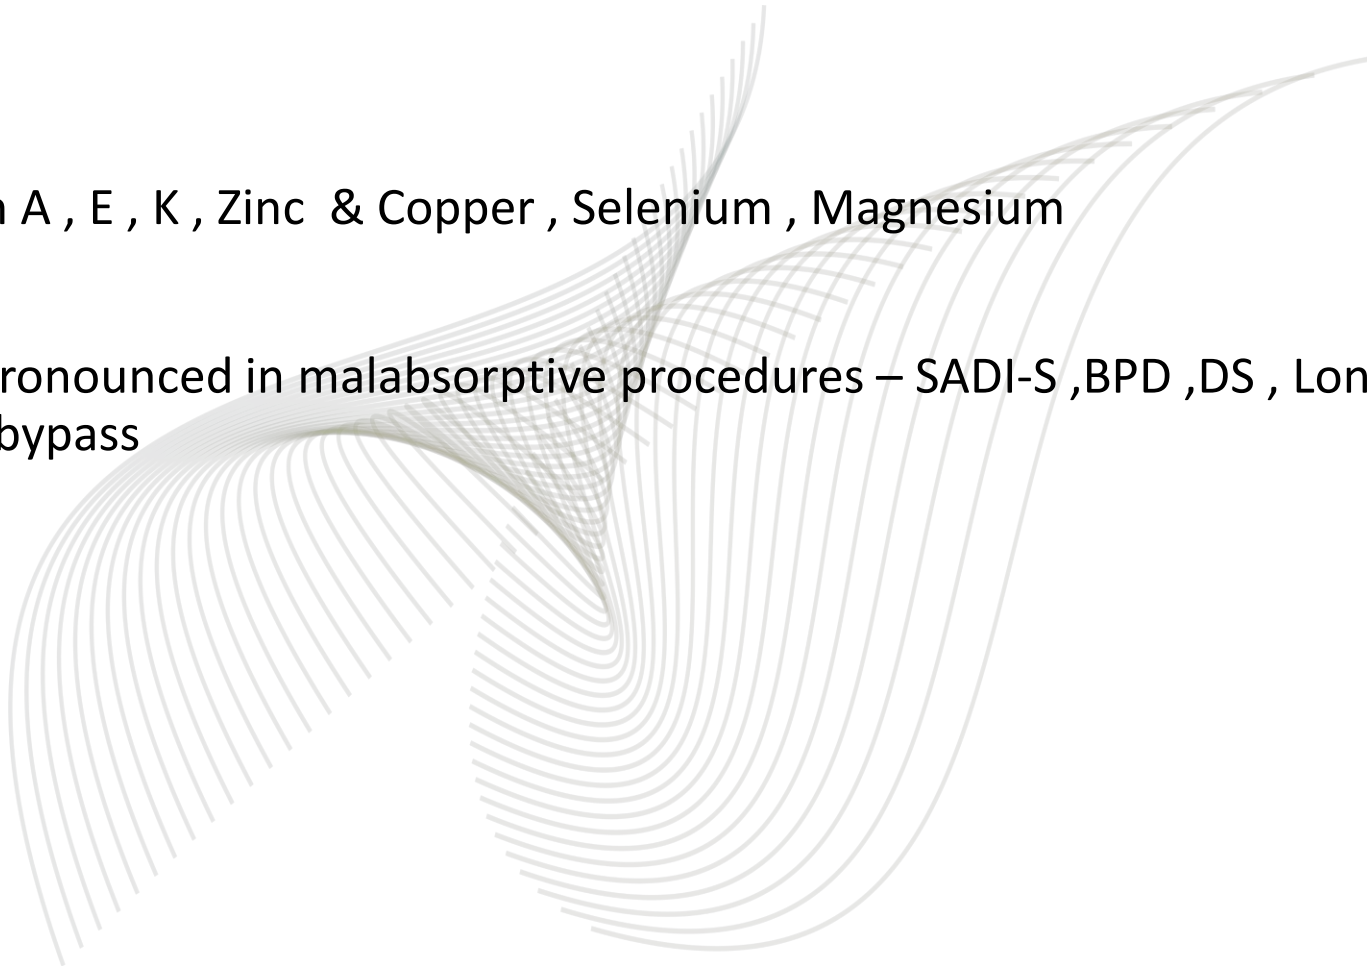 A , E , K , Zinc & Copper , Selenium , Magnesium
ronounced in malabsorptive procedures – SADI-S ,BPD ,DS , Lon
bypass